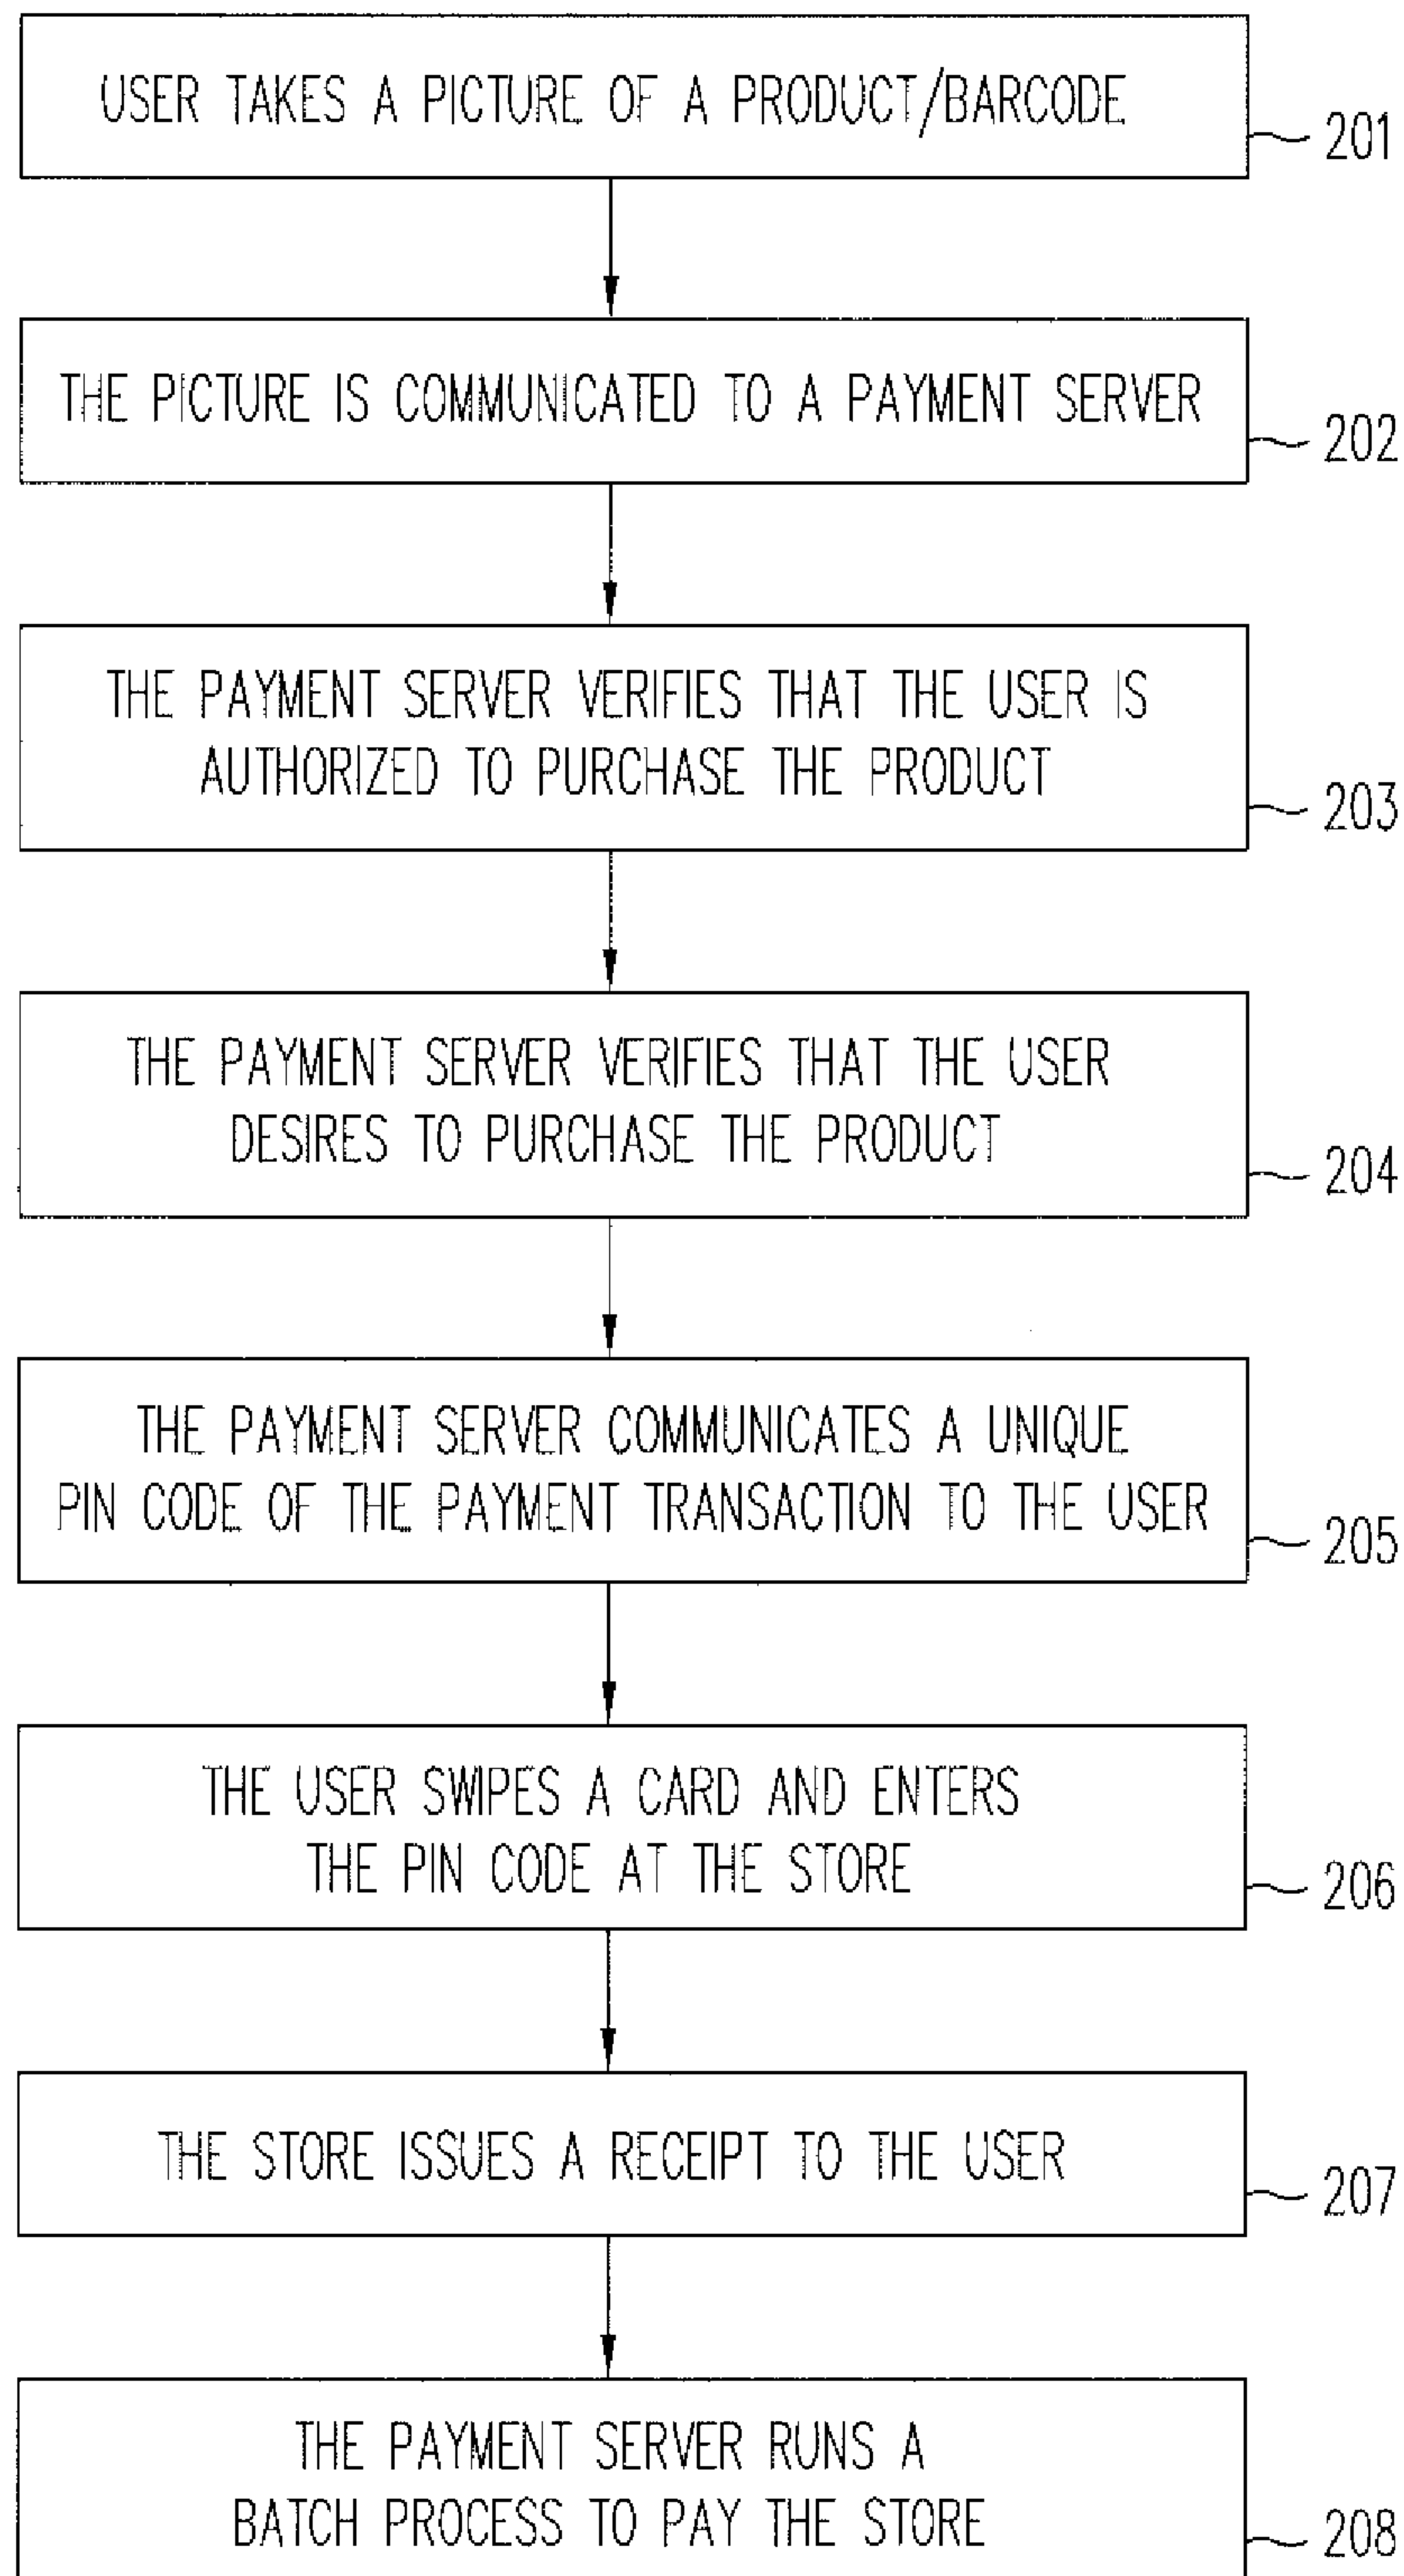 USER TAKES A PICTURE OF A PRODUCT/BARCODE
201
THE PICTURE IS COMMUNICATED TO A PAYMENT SERVER
202
THE PAYMENT SERVER VERIFIES THAT THE USER IS
AUTHORIZED TO PURCHASE THE PRODUCT
203
THE PAYMENT SERVER VERIFIES THAT THE USER
DESIRES TO PURCHASE THE PRODUCT
204
THE PAYMENT SERVER COMMUNICATES A UNIQUE
PIN CODE OF THE PAYMENT TRANSACTION TO THE USER
205
THE USER SWIPES A CARD AND ENTERS
THE PIN CODE AT THE STORE
206
THE STORE ISSUES A RECEIPT TO THE USER
207
THE PAYMENT SERVER RUNS A
BATCH PROCESS TO PAY THE STORE
208